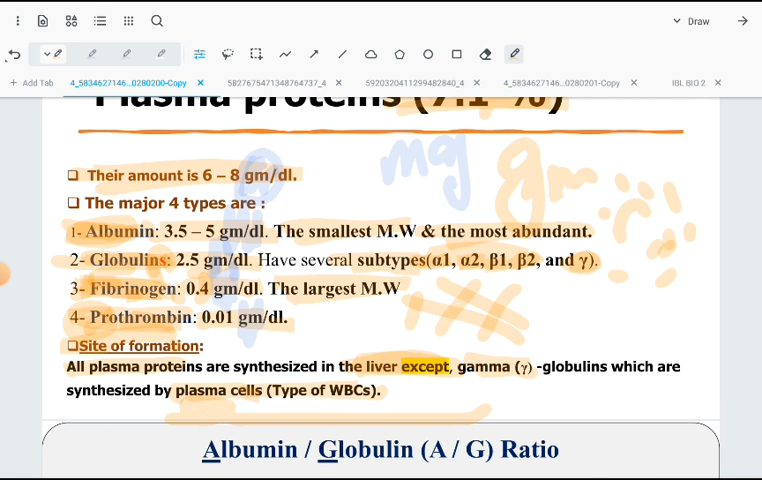 Draw
+ Add Tab 4_5834627146...0280200-Copy × 5827675471348764737_4 × 5920320411299482840_4 × 4_5834627146...0280201-Copy × IBL BIO 2 ×
Plasma proteins (7.1 %)
❑ Their amount is 6 – 8 gm/dl.
❑ The major 4 types are :
1- Albumin: 3.5 – 5 gm/dl. The smallest M.W & the most abundant.
2- Globulins: 2.5 gm/dl. Have several subtypes(α1, α2, β1, β2, and γ).
3- Fibrinogen: 0.4 gm/dl. The largest M.W
4- Prothrombin: 0.01 gm/dl.
❑Site of formation:
All plasma proteins are synthesized in the liver except, gamma (γ) -globulins which are
synthesized by plasma cells (Type of WBCs).
Albumin / Globulin (A / G) Ratio